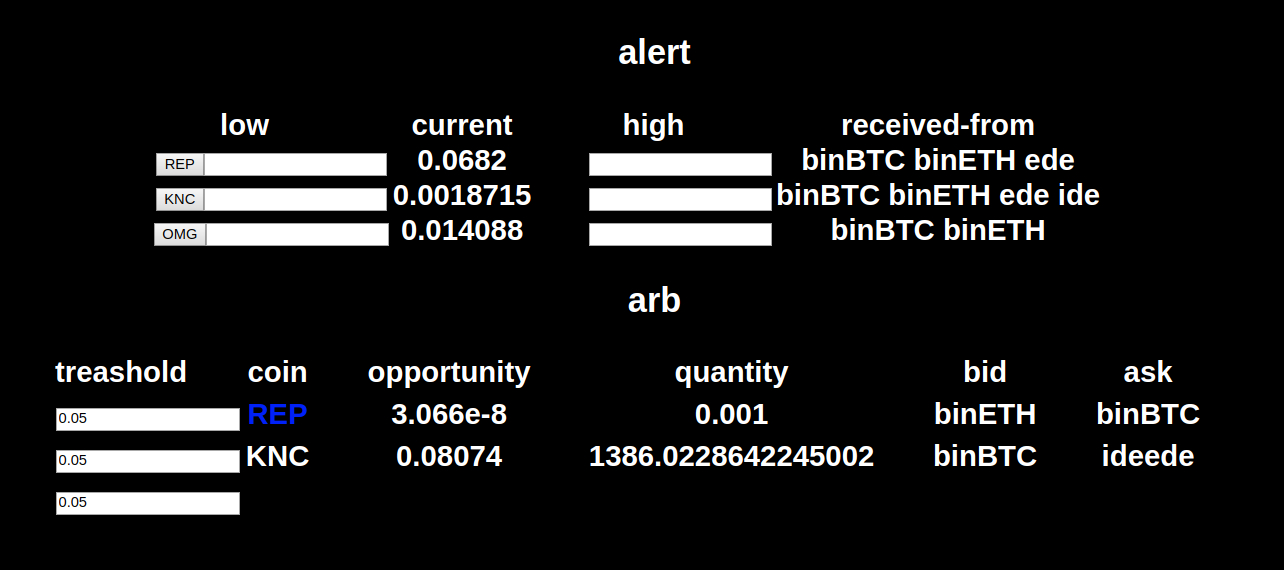 alert
low current high received-from
REP 0.0682 binBTC binETH ede
KNC 0.0018715 binBTC binETH ede ide
OMG 0.014088 binBTC binETH
arb
treashold coin opportunity quantity bid ask
0.05 REP 3.066e-8 0.001 binETH binBTC
0.05 KNC 0.08074 1386.0228642245002 binBTC ideede
0.05